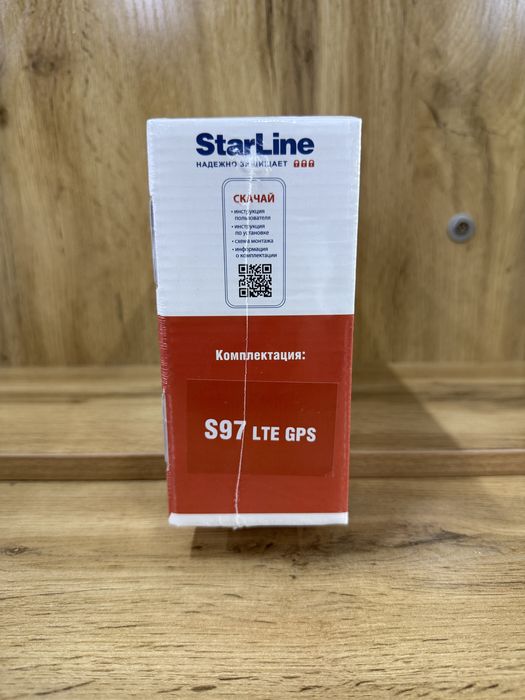 StarLine
НАДЕЖНО ЗАЩИЩАЕТ
СКАЧАЙ
• инструкция
пользователя
• инструкция
по установке
• схема монтажа
• информация
о комплектации
Комплектация:
S97 LTE GPS